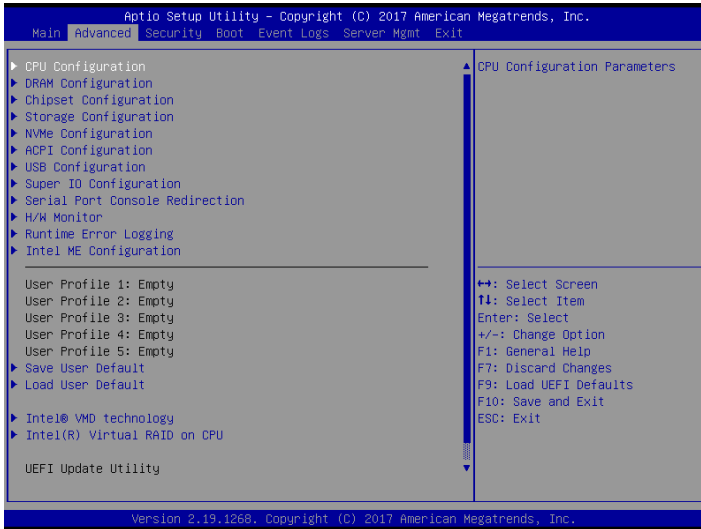 Aptio Setup Utility – Copyright (C) 2017 American Megatrends, Inc.
Main Advanced Security Boot Event Logs Server Mgmt Exit
CPU Configuration
DRAM Configuration
Chipset Configuration
Storage Configuration
NVMe Configuration
ACPI Configuration
USB Configuration
Super IO Configuration
Serial Port Console Redirection
H/W Monitor
Runtime Error Logging
Intel ME Configuration
User Profile 1: Empty
User Profile 2: Empty
User Profile 3: Empty
User Profile 4: Empty
User Profile 5: Empty
Save User Default
Load User Default
Intel® VMD technology
Intel(R) Virtual RAID on CPU
UEFI Update Utility
CPU Configuration Parameters
↔: Select Screen
↑↓: Select Item
Enter: Select
+/-: Change Option
F1: General Help
F7: Discard Changes
F9: Load UEFI Defaults
F10: Save and Exit
ESC: Exit
Version 2.19.1268. Copyright (C) 2017 American Megatrends, Inc.